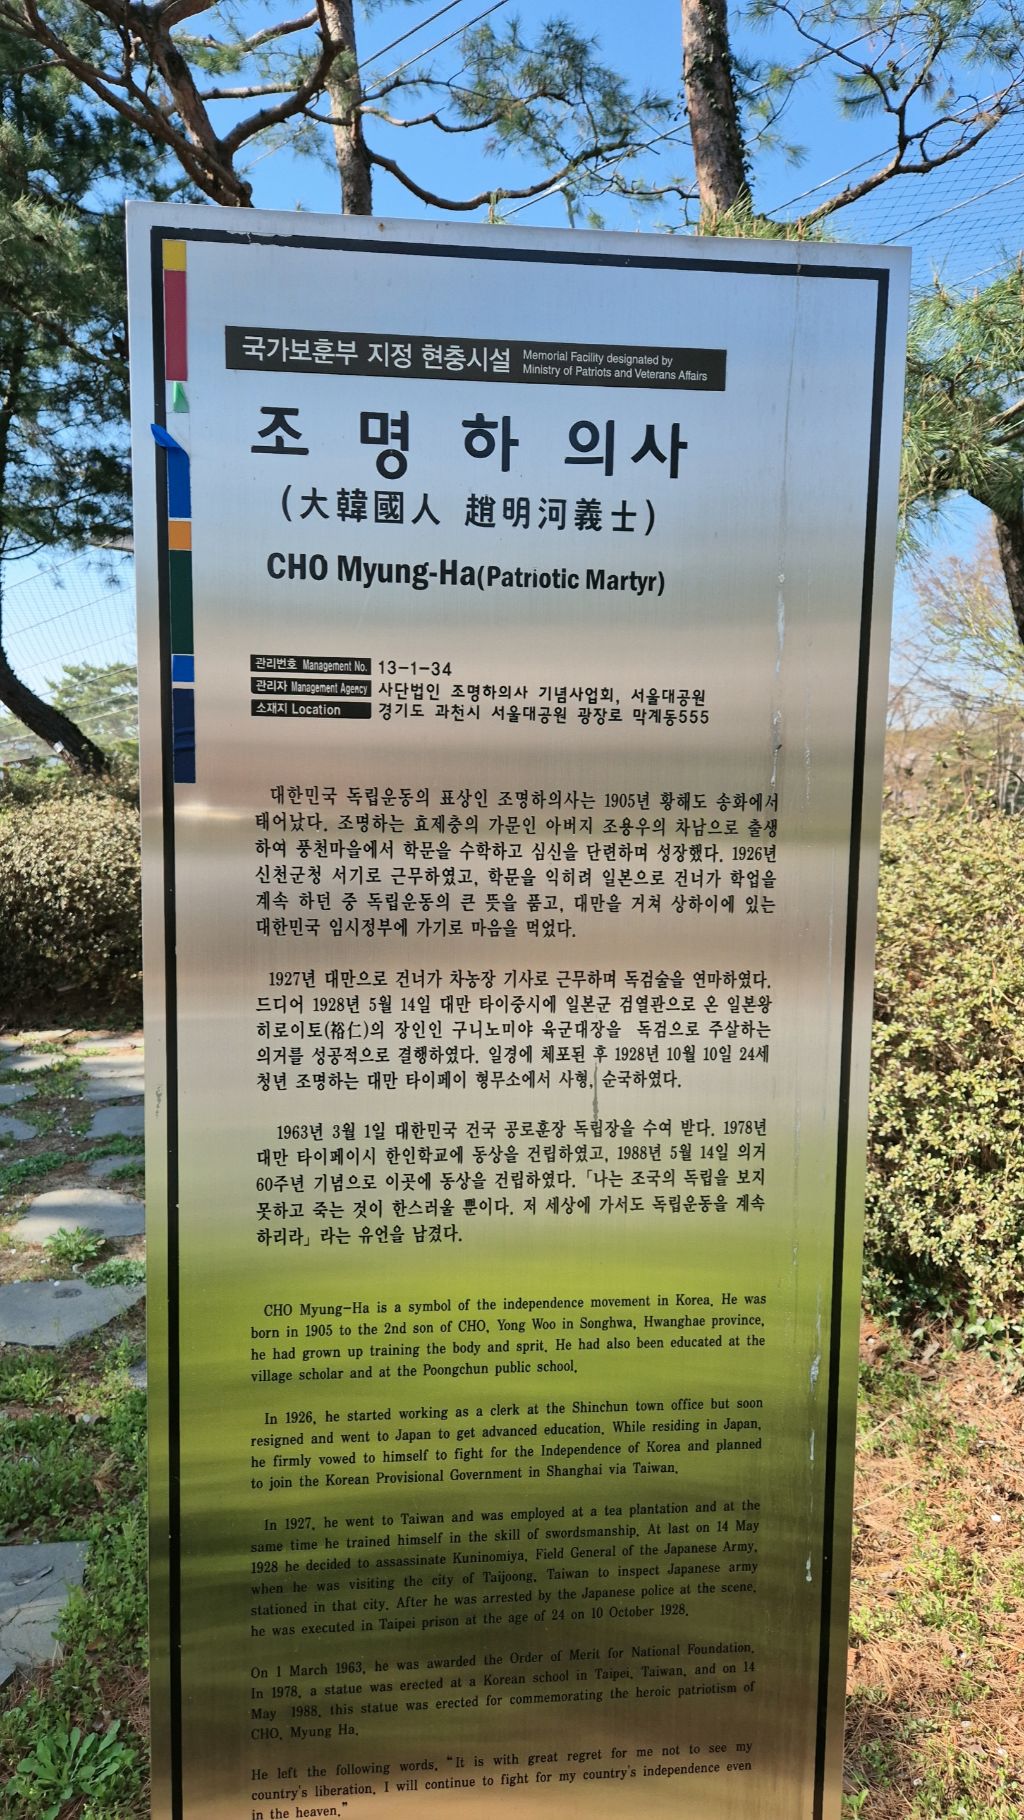 국가보훈부 지정 현충시설
Memorial Facility designated by
Ministry of Patriots and Veterans Affairs
조 명 하 의사
(大韓國人 趙明河義士)
CHO Myung-Ha(Patriotic Martyr)
관리번호 Management No. 13-1-34
관리자 Management Agency 사단법인 조명하의사 기념사업회, 서울대공원
소재지 Location 경기도 과천시 서울대공원 광장로 막계동555
대한민국 독립운동의 표상인 조명하의사는 1905년 황해도 송화에서
태어났다. 조명하는 효제충의 가문인 아버지 조용우의 차남으로 출생
하여 풍천마을에서 학문을 수학하고 심신을 단련하며 성장했다. 1926년
신천군청 서기로 근무하였고, 학문을 익히려 일본으로 건너가 학업을
계속 하던 중 독립운동의 큰 뜻을 품고, 대만을 거쳐 상하이에 있는
대한민국 임시정부에 가기로 마음을 먹었다.
1927년 대만으로 건너가 차농장 기사로 근무하며 독검술을 연마하였다.
드디어 1928년 5월 14일 대만 타이중시에 일본군 검열관으로 온 일본왕
히로이토(裕仁)의 장인인 구니노미야 육군대장을 독검으로 주살하는
의거를 성공적으로 결행하였다. 일경에 체포된 후 1928년 10월 10일 24세
청년 조명하는 대만 타이페이 형무소에서 사형, 순국하였다.
1963년 3월 1일 대한민국 건국 공로훈장 독립장을 수여 받다. 1978년
대만 타이페이시 한인학교에 동상을 건립하였고, 1988년 5월 14일 의거
60주년 기념으로 이곳에 동상을 건립하였다. 「나는 조국의 독립을 보지
못하고 죽는 것이 한스러울 뿐이다. 저 세상에 가서도 독립운동을 계속
하리라」 라는 유언을 남겼다.
CHO Myung-Ha is a symbol of the independence movement in Korea. He was
born in 1905 to the 2nd son of CHO, Yong Woo in Songhwa, Hwanghae province,
he had grown up training the body and sprit. He had also been educated at the
village scholar and at the Poongchun public school.
In 1926, he started working as a clerk at the Shinchun town office but soon
resigned and went to Japan to get advanced education. While residing in Japan,
he firmly vowed to himself to fight for the Independence of Korea and planned
to join the Korean Provisional Government in Shanghai via Taiwan.
In 1927, he went to Taiwan and was employed at a tea plantation and at the
same time he trained himself in the skill of swordsmanship. At last on 14 May
1928 he decided to assassinate Kuninomiya, Field General of the Japanese Army,
when he was visiting the city of Taijoong, Taiwan to inspect Japanese army
stationed in that city. After he was arrested by the Japanese police at the scene,
he was executed in Taipei prison at the age of 24 on 10 October 1928.
On 1 March 1963, he was awarded the Order of Merit for National Foundation.
In 1978, a statue was erected at a Korean school in Taipei, Taiwan, and on 14
May 1988, this statue was erected for commemorating the heroic patriotism of
CHO, Myung Ha.
He left the following words. "It is with great regret for me not to see my
country's liberation. I will continue to fight for my country's independence even
in the heaven."